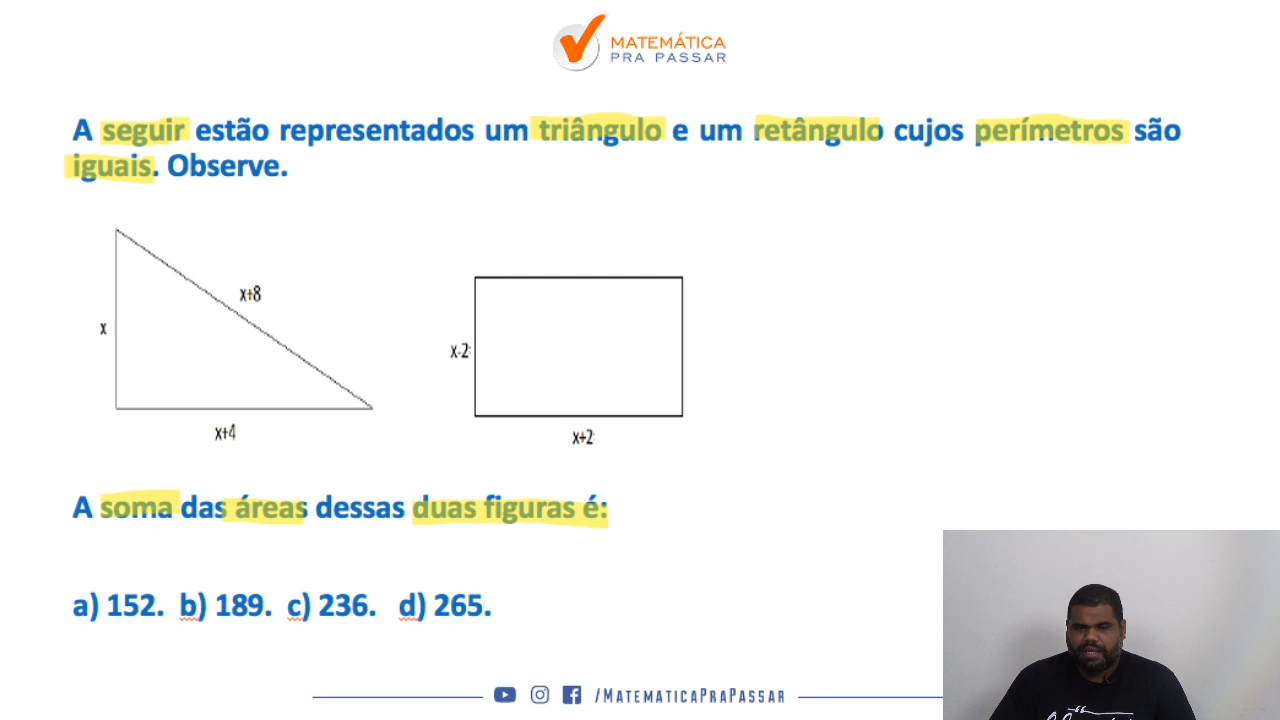 MATEMÁTICA
PRA PASSAR
A seguir estão representados um triângulo e um retângulo cujos perímetros são
iguais. Observe.
x+8
x
x+4
x-2
x+2
A soma das áreas dessas duas figuras é:
a) 152. b) 189. c) 236. d) 265.
/MATEMATICAPRAPASSAR